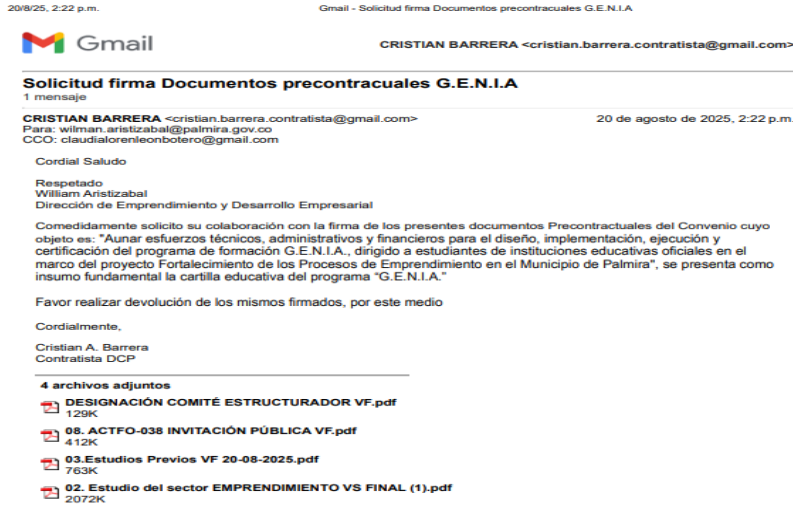 20/8/25, 2:22 p.m.
Gmail - Solicitud firma Documentos precontracuales G.E.N.I.A
Gmail
CRISTIAN BARRERA <cristian.barrera.contratista@gmail.com>
Solicitud firma Documentos precontracuales G.E.N.I.A
1 mensaje
CRISTIAN BARRERA <cristian.barrera.contratista@gmail.com>
20 de agosto de 2025, 2:22 p.m.
Para: wilman.aristizabal@palmira.gov.co
CCO: claudialorenleonbotero@gmail.com
Cordial Saludo
Respetado
William Aristizabal
Dirección de Emprendimiento y Desarrollo Empresarial
Comedidamente solicito su colaboración con la firma de los presentes documentos Precontractuales del Convenio cuyo
objeto es: "Aunar esfuerzos técnicos, administrativos y financieros para el diseño, implementación, ejecución y
certificación del programa de formación G.E.N.I.A., dirigido a estudiantes de instituciones educativas oficiales en el
marco del proyecto Fortalecimiento de los Procesos de Emprendimiento en el Municipio de Palmira", se presenta como
insumo fundamental la cartilla educativa del programa “G.E.N.I.A.”
Favor realizar devolución de los mismos firmados, por este medio
Cordialmente,
Cristian A. Barrera
Contratista DCP
4 archivos adjuntos
DESIGNACIÓN COMITÉ ESTRUCTURADOR VF.pdf
129K
08. ACTFO-038 INVITACIÓN PÚBLICA VF.pdf
412K
03.Estudios Previos VF 20-08-2025.pdf
763K
02. Estudio del sector EMPRENDIMIENTO VS FINAL (1).pdf
2072K